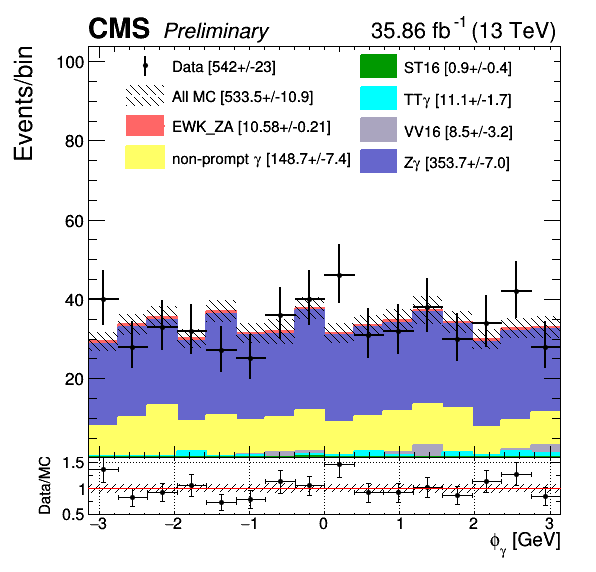 CMS Preliminary 35.86 fb⁻¹ (13 TeV)
Events/bin
100
80
60
40
20
Data [542+/-23]
All MC [533.5+/-10.9]
EWK_ZA [10.58+/-0.21]
non-prompt γ [148.7+/-7.4]
ST16 [0.9+/-0.4]
TTγ [11.1+/-1.7]
VV16 [8.5+/-3.2]
Zγ [353.7+/-7.0]
Data/MC
1.5
1
0.5
−3 −2 −1 0 1 2 3
ϕγ [GeV]